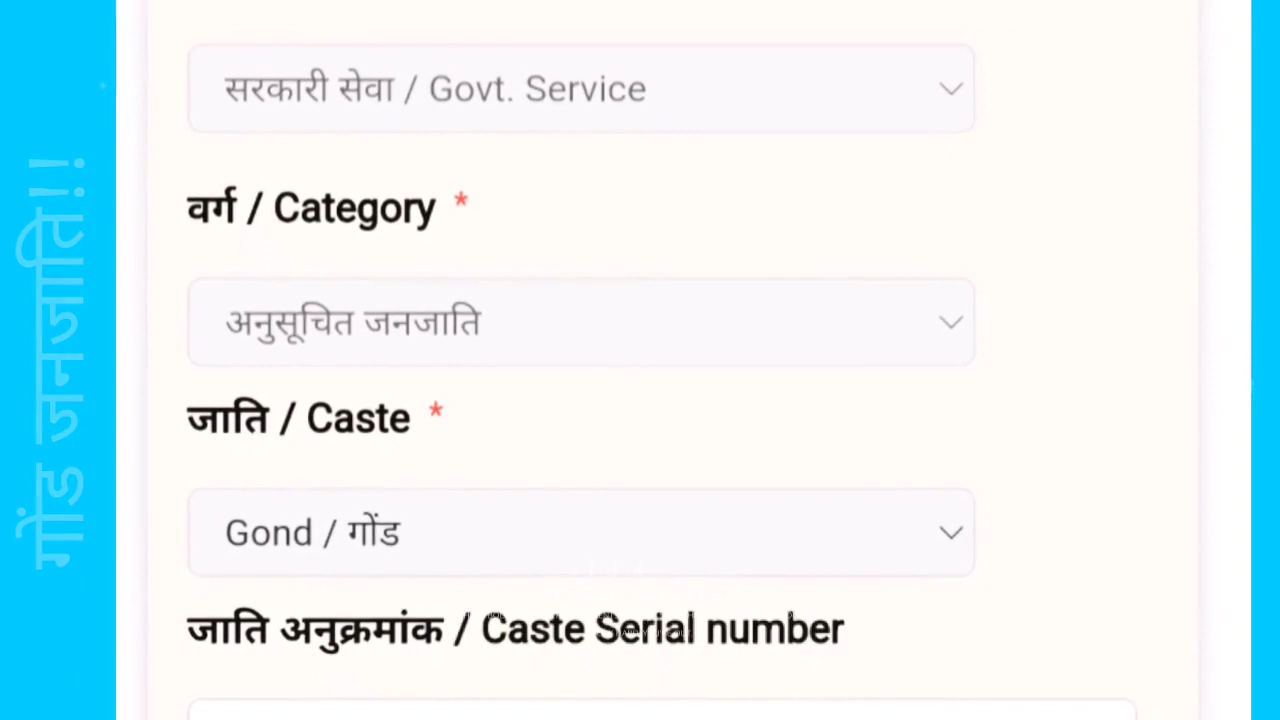 सरकारी सेवा / Govt. Service
वर्ग / Category *
अनुसूचित जनजाति
जाति / Caste *
Gond / गोंड
जाति अनुक्रमांक / Caste Serial number
गोंड जनजाति!!